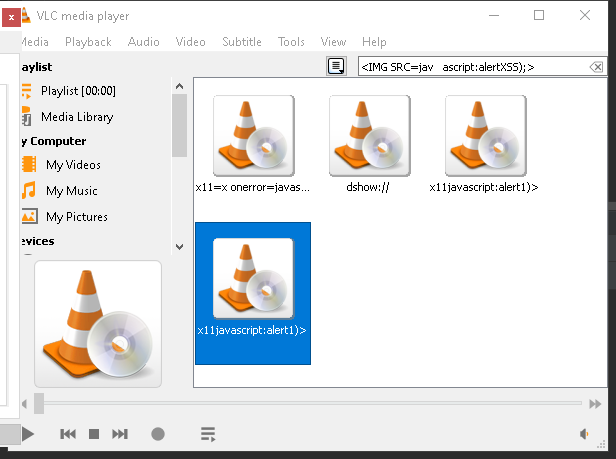 x
VLC media player
Media Playback Audio Video Subtitle Tools View Help
aylist
<IMG SRC=jav ascript:alertXSS);>
Playlist [00:00]
Media Library
y Computer
My Videos
My Music
My Pictures
evices
x11=x onerror=javas...
dshow://
x11javascript:alert1)>
x11javascript:alert1)>